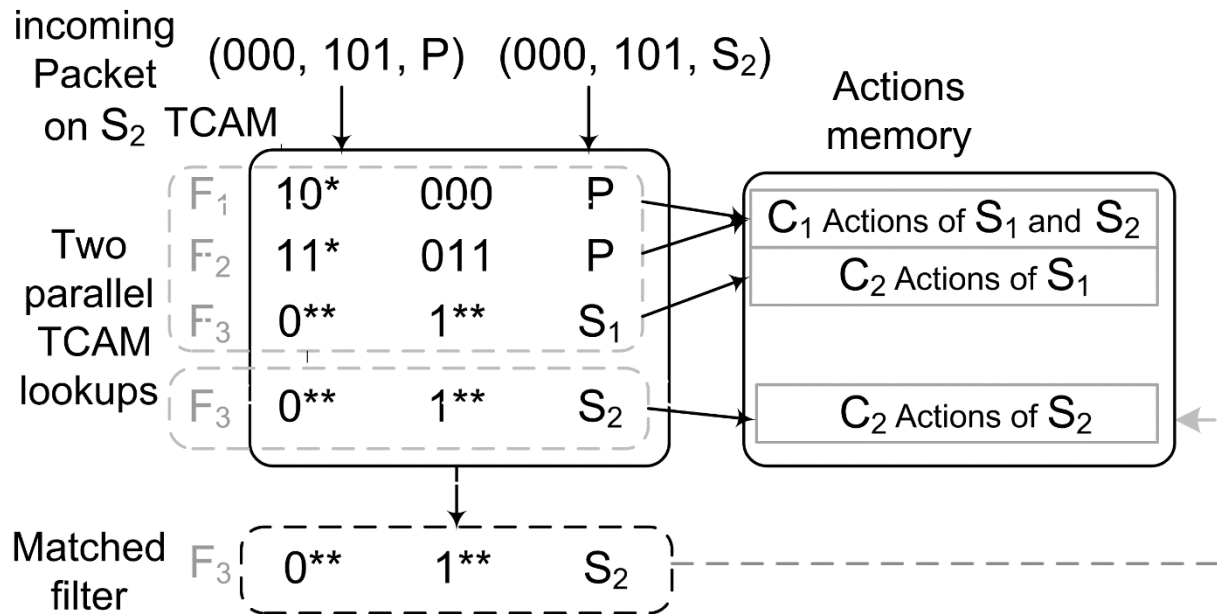 incoming
Packet
on S₂
(000, 101, P) (000, 101, S₂)
TCAM
Actions
memory
Two
parallel
TCAM
lookups
F₁ 10* 000 P
F₂ 11* 011 P
F₃ 0** 1** S₁
F₃ 0** 1** S₂
C₁ Actions of S₁ and S₂
C₂ Actions of S₁
C₂ Actions of S₂
Matched
filter
F₃ 0** 1** S₂